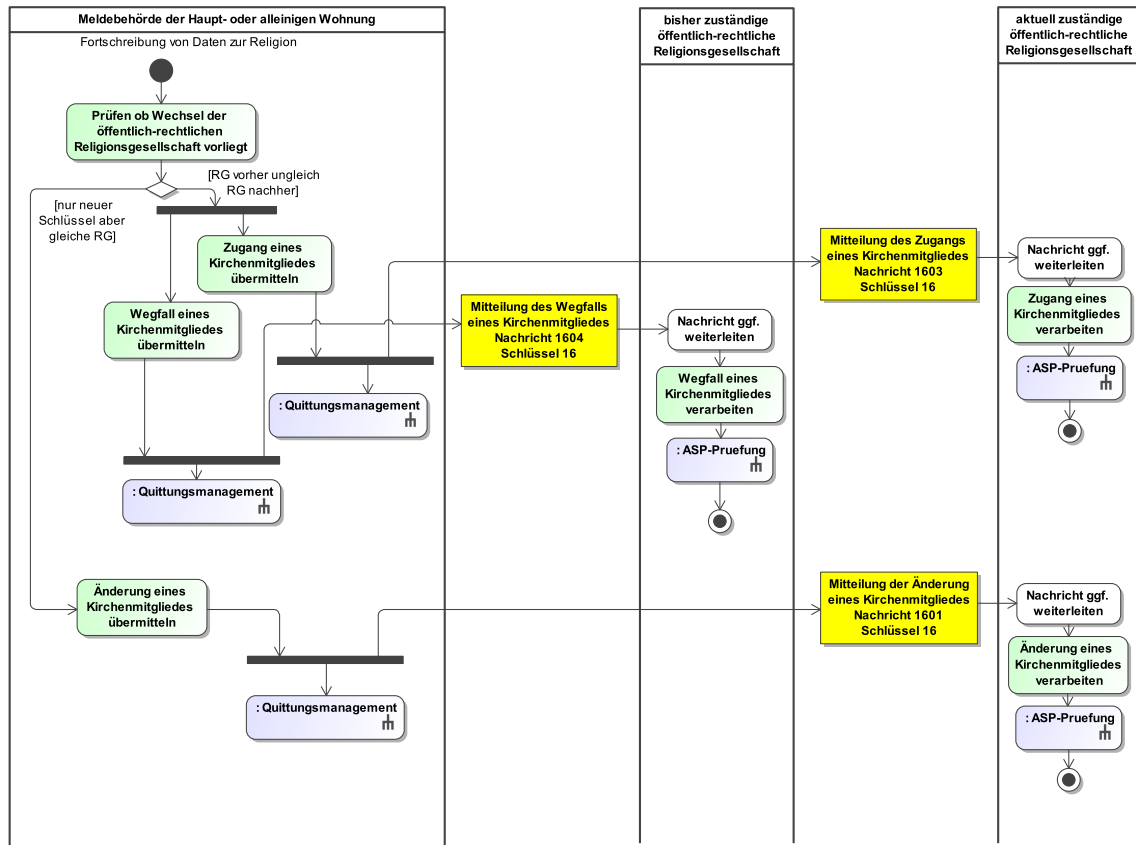 Meldebehörde der Haupt- oder alleinigen Wohnung
bisher zuständige
öffentlich-rechtliche
Religionsgesellschaft
aktuell zuständige
öffentlich-rechtliche
Religionsgesellschaft
Fortschreibung von Daten zur Religion
Prüfen ob Wechsel der
öffentlich-rechtlichen
Religionsgesellschaft vorliegt
[RG vorher ungleich
RG nachher]
[nur neuer
Schlüssel aber
gleiche RG]
Zugang eines
Kirchenmitgliedes
übermitteln
Wegfall eines
Kirchenmitgliedes
übermitteln
: Quittungsmanagement
: Quittungsmanagement
Mitteilung des Wegfalls
eines Kirchenmitgliedes
Nachricht 1604
Schlüssel 16
Nachricht ggf.
weiterleiten
Wegfall eines
Kirchenmitgliedes
verarbeiten
: ASP-Pruefung
Mitteilung des Zugangs
eines Kirchenmitgliedes
Nachricht 1603
Schlüssel 16
Nachricht ggf.
weiterleiten
Zugang eines
Kirchenmitgliedes
verarbeiten
: ASP-Pruefung
Änderung eines
Kirchenmitgliedes
übermitteln
: Quittungsmanagement
Mitteilung der Änderung
eines Kirchenmitgliedes
Nachricht 1601
Schlüssel 16
Nachricht ggf.
weiterleiten
Änderung eines
Kirchenmitgliedes
verarbeiten
: ASP-Pruefung